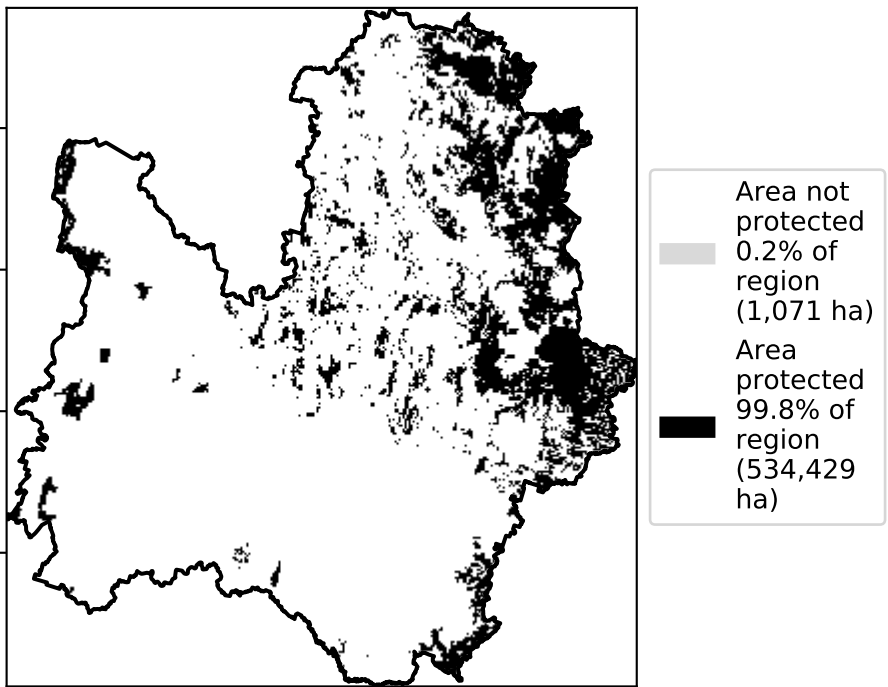 Area not
protected
0.2% of
region
(1,071 ha)
Area
protected
99.8% of
region
(534,429
ha)